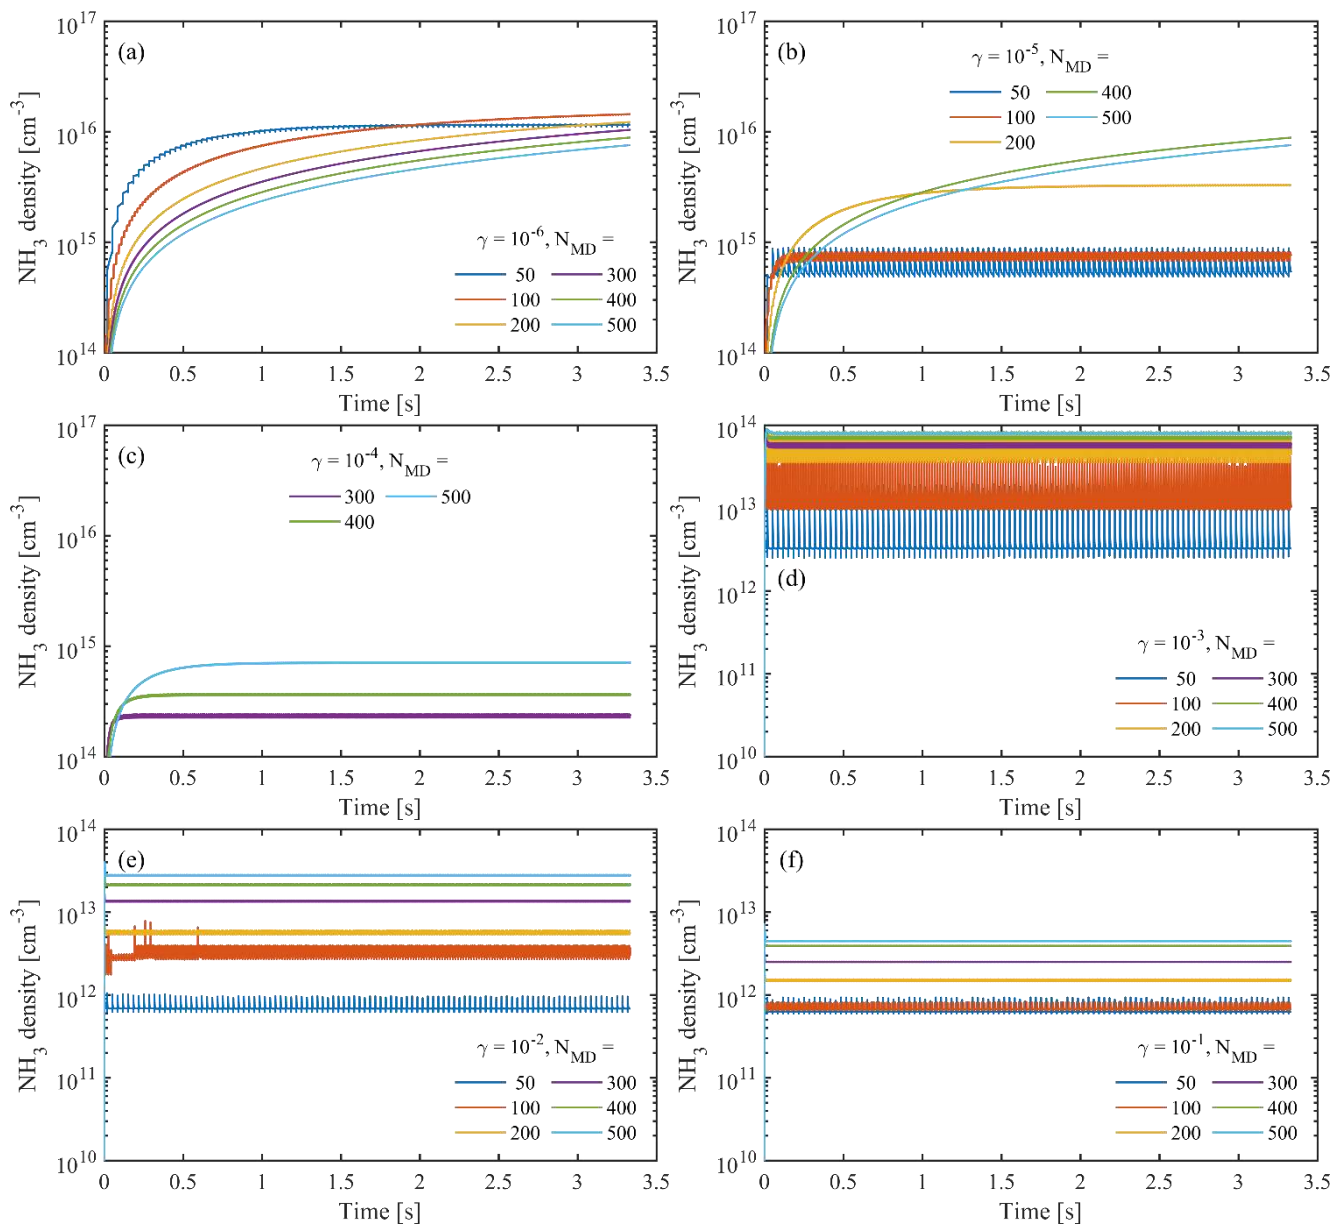 (a)
NH3 density [cm-3]
10^17
10^16
10^15
10^14
γ = 10^-6, N_MD =
50 300
100 400
200 500
0 0.5 1 1.5 2 2.5 3 3.5
Time [s]
(b)
NH3 density [cm-3]
10^17
10^16
10^15
10^14
γ = 10^-5, N_MD =
50 400
100 500
200
0 0.5 1 1.5 2 2.5 3 3.5
Time [s]
(c)
NH3 density [cm-3]
10^17
10^16
10^15
10^14
γ = 10^-4, N_MD =
300 500
400
0 0.5 1 1.5 2 2.5 3 3.5
Time [s]
(d)
NH3 density [cm-3]
10^14
10^13
10^12
10^11
10^10
γ = 10^-3, N_MD =
50 300
100 400
200 500
0 0.5 1 1.5 2 2.5 3 3.5
Time [s]
(e)
NH3 density [cm-3]
10^14
10^13
10^12
10^11
10^10
γ = 10^-2, N_MD =
50 300
100 400
200 500
0 0.5 1 1.5 2 2.5 3 3.5
Time [s]
(f)
NH3 density [cm-3]
10^14
10^13
10^12
10^11
10^10
γ = 10^-1, N_MD =
50 300
100 400
200 500
0 0.5 1 1.5 2 2.5 3 3.5
Time [s]